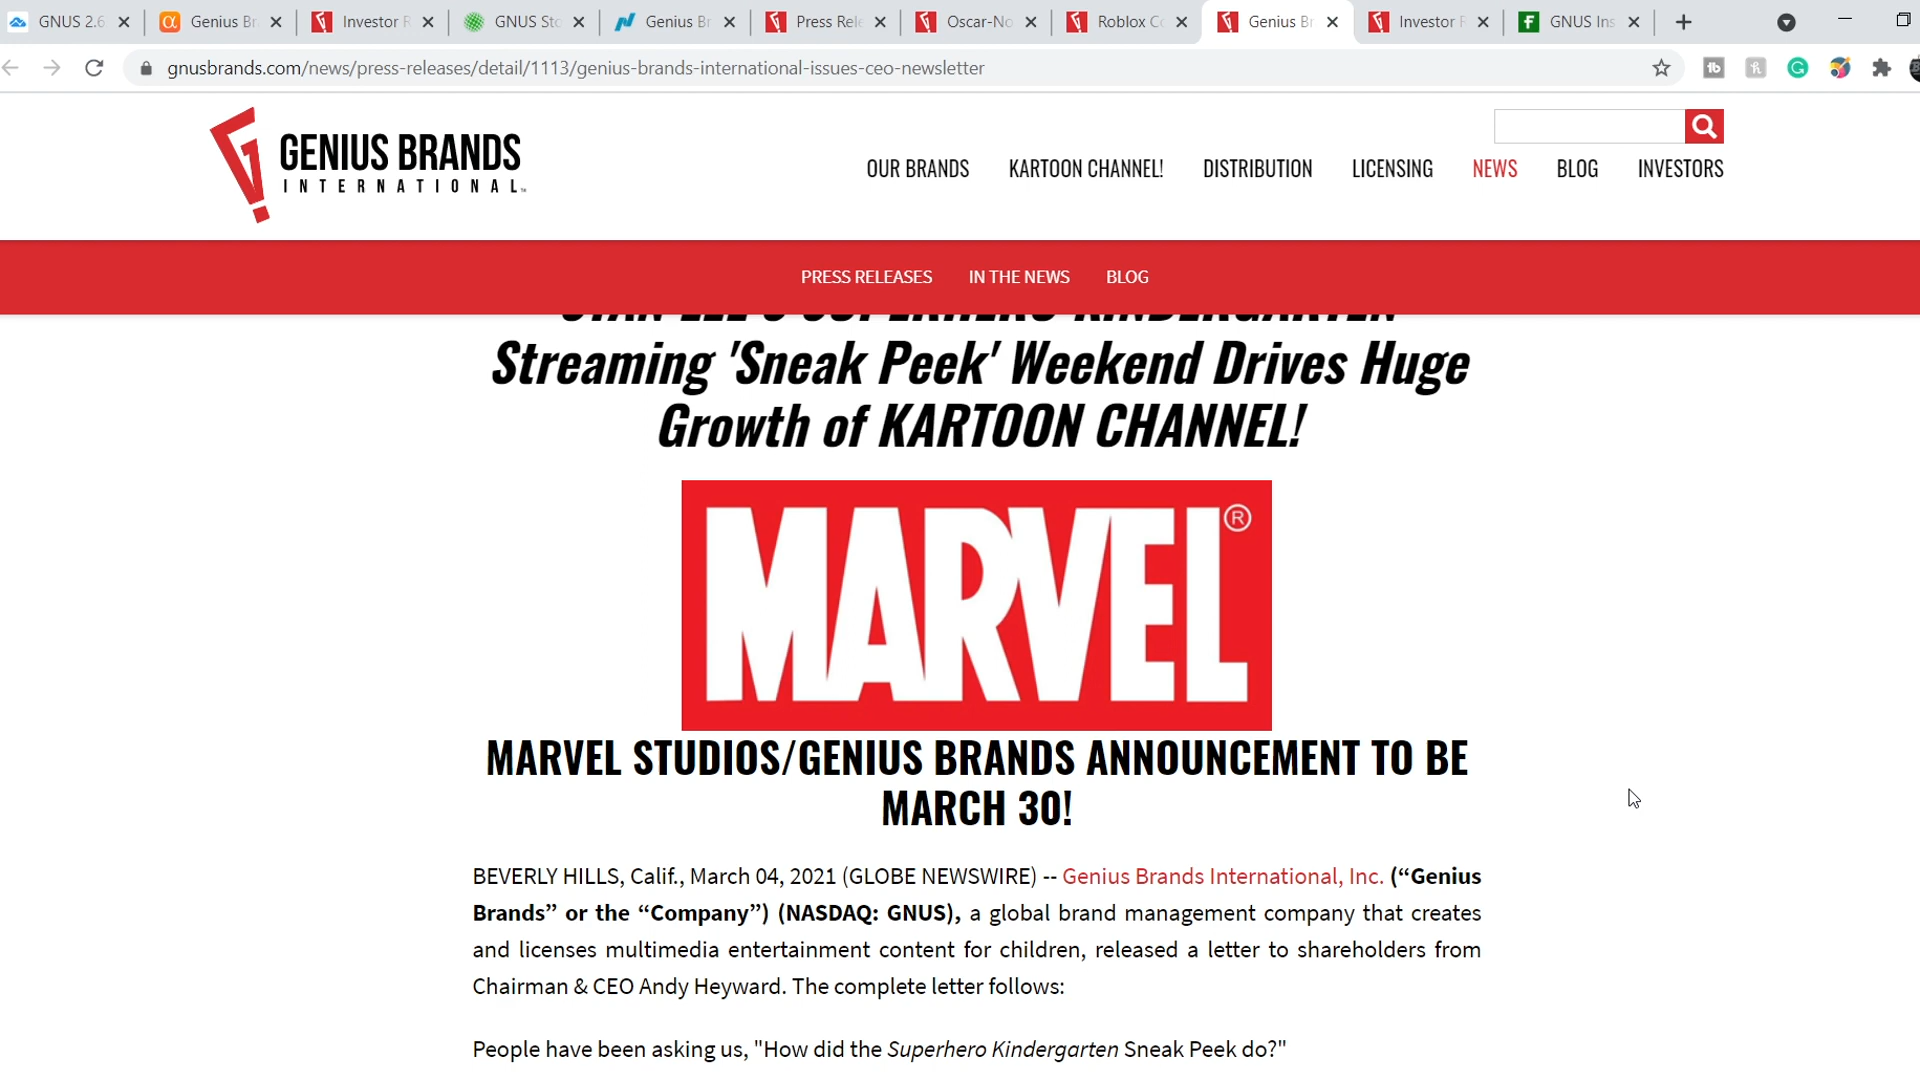 GNUS 2.6
Genius Br
Investor R
GNUS Sto
Genius Br
Press Rele
Oscar-No
Roblox Co
Genius Br
Investor R
GNUS Ins
gnusbrands.com/news/press-releases/detail/1113/genius-brands-international-issues-ceo-newsletter
GENIUS BRANDS
INTERNATIONAL
OUR BRANDS
KARTOON CHANNEL!
DISTRIBUTION
LICENSING
NEWS
BLOG
INVESTORS
PRESS RELEASES
IN THE NEWS
BLOG
STAN LEE'S SUPERHERO KINDERGARTEN
Streaming 'Sneak Peek' Weekend Drives Huge
Growth of KARTOON CHANNEL!
MARVEL®
MARVEL STUDIOS/GENIUS BRANDS ANNOUNCEMENT TO BE
MARCH 30!
BEVERLY HILLS, Calif., March 04, 2021 (GLOBE NEWSWIRE) -- Genius Brands International, Inc. (“Genius
Brands” or the “Company”) (NASDAQ: GNUS), a global brand management company that creates
and licenses multimedia entertainment content for children, released a letter to shareholders from
Chairman & CEO Andy Heyward. The complete letter follows:
People have been asking us, "How did the Superhero Kindergarten Sneak Peek do?"